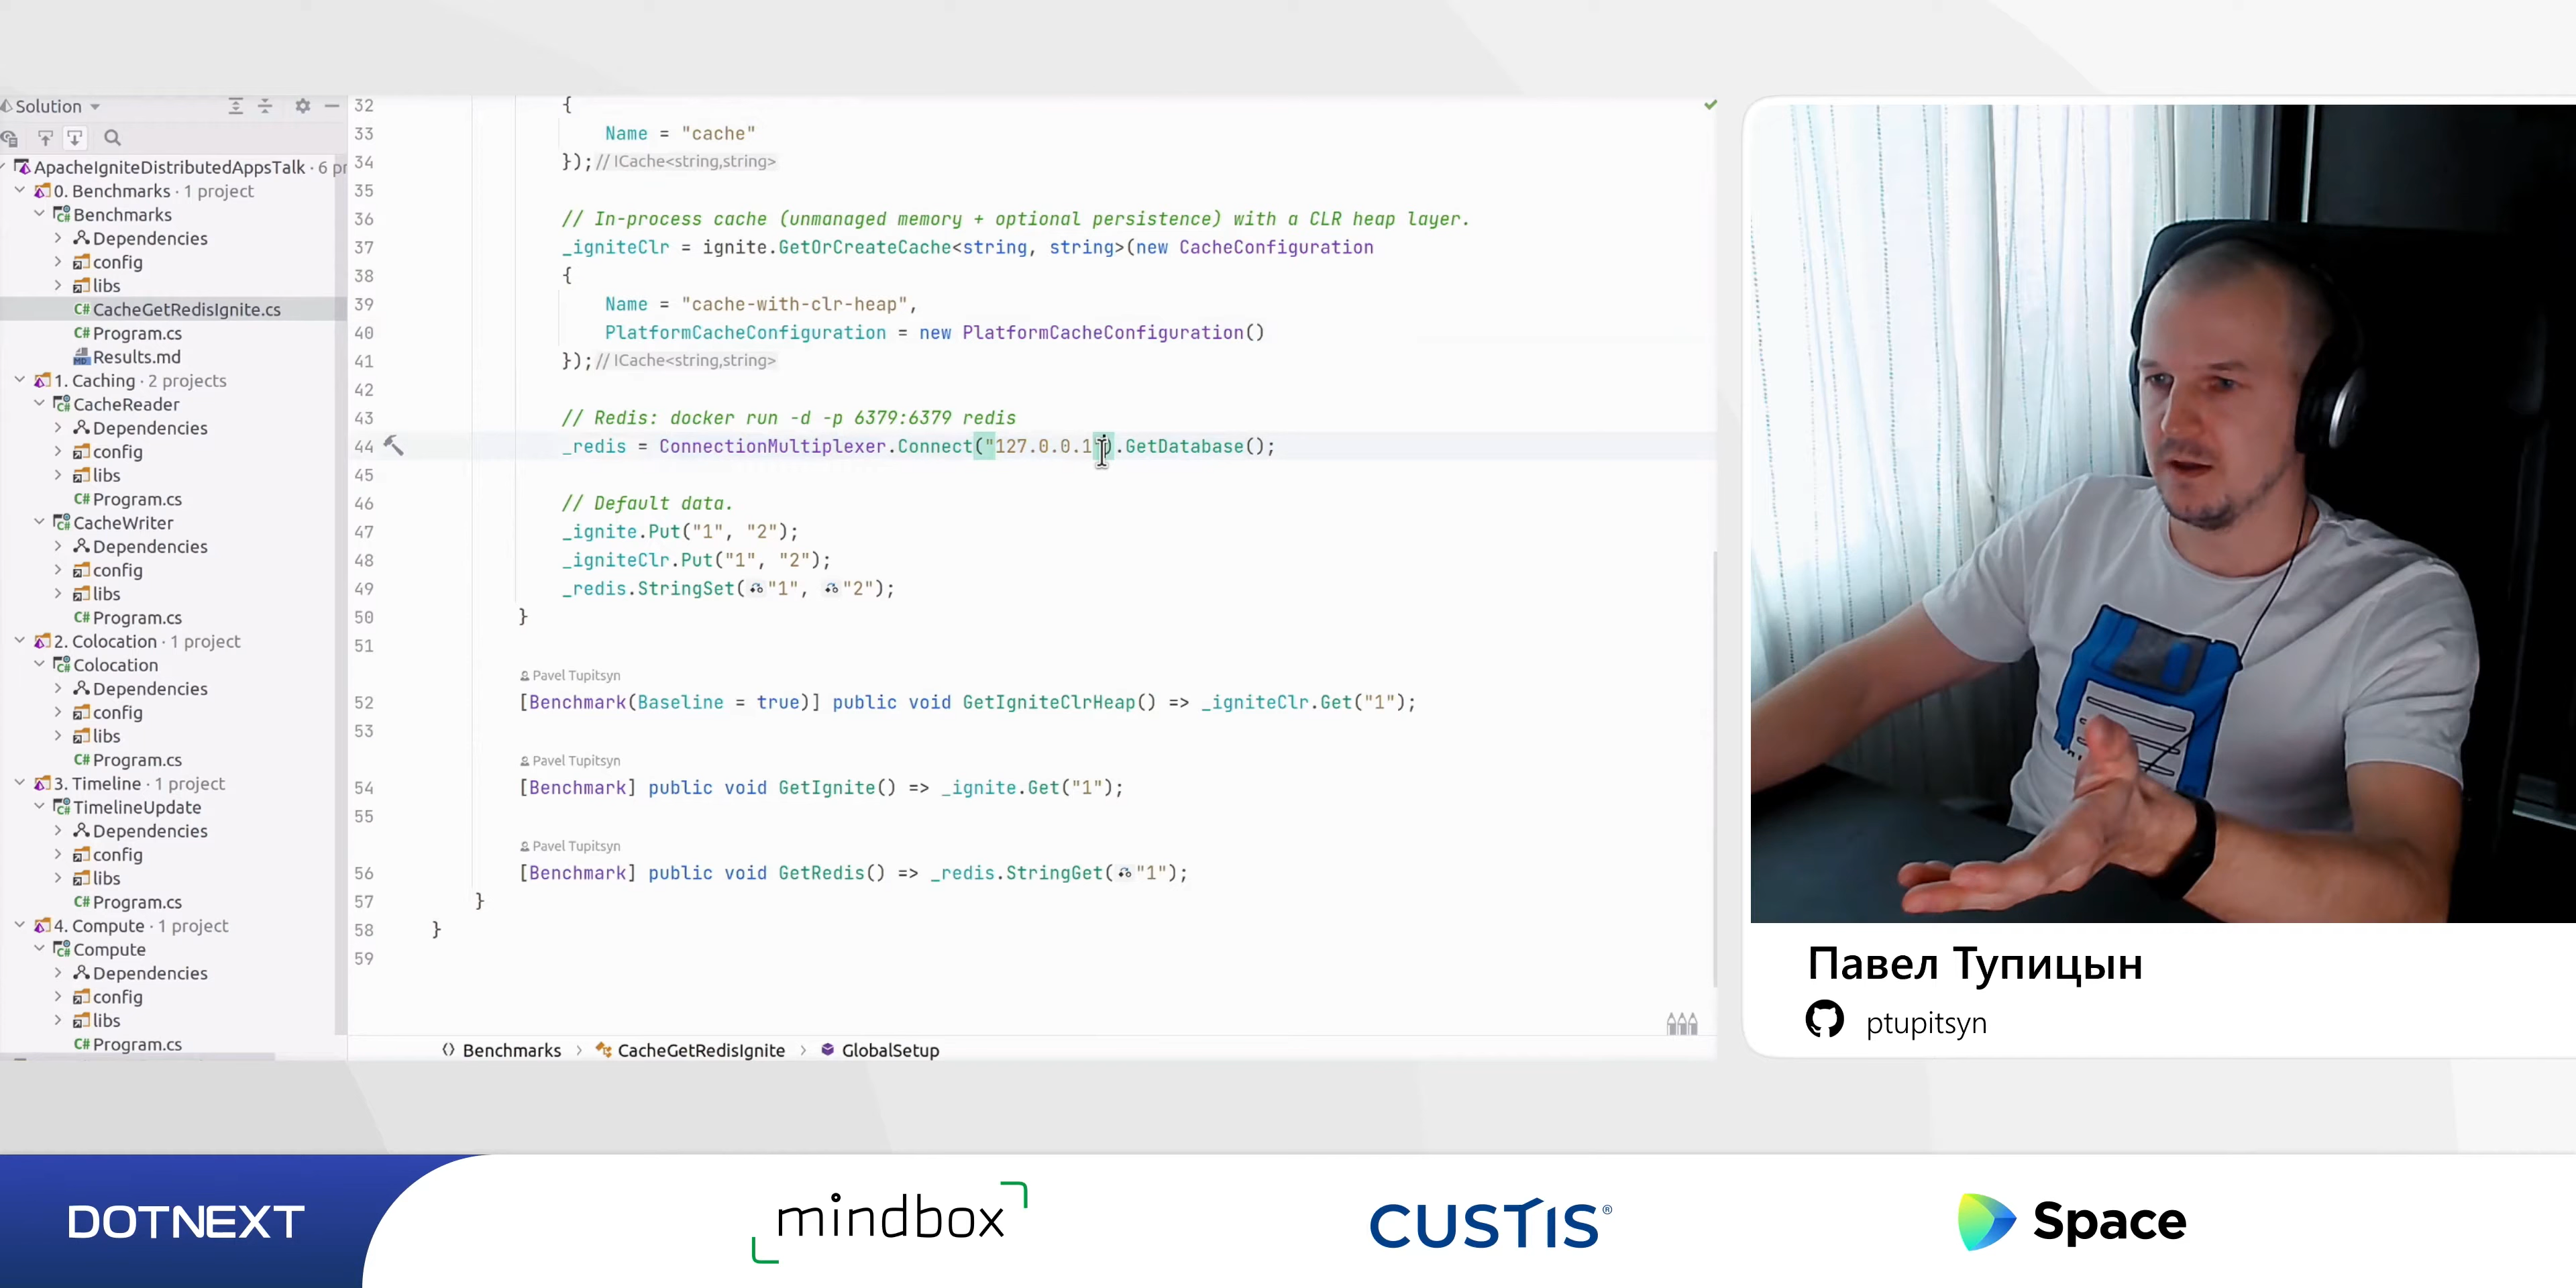 Solution
ApacheIgniteDistributedAppsTalk · 6 pr
0. Benchmarks · 1 project
Benchmarks
Dependencies
config
libs
C# CacheGetRedisIgnite.cs
C# Program.cs
MD Results.md
1. Caching · 2 projects
C# CacheReader
Dependencies
config
libs
C# Program.cs
C# CacheWriter
Dependencies
config
libs
C# Program.cs
2. Colocation · 1 project
C# Colocation
Dependencies
config
libs
C# Program.cs
3. Timeline · 1 project
C# TimelineUpdate
Dependencies
config
libs
C# Program.cs
4. Compute · 1 project
C# Compute
Dependencies
config
libs
C# Program.cs
32 {
33 Name = "cache"
34 }); // ICache<string,string>
35
36 // In-process cache (unmanaged memory + optional persistence) with a CLR heap layer.
37 _igniteClr = ignite.GetOrCreateCache<string, string>(new CacheConfiguration
38 {
39 Name = "cache-with-clr-heap",
40 PlatformCacheConfiguration = new PlatformCacheConfiguration()
41 }); // ICache<string,string>
42
43 // Redis: docker run -d -p 6379:6379 redis
44 _redis = ConnectionMultiplexer.Connect("127.0.0.1").GetDatabase();
45
46 // Default data.
47 _ignite.Put("1", "2");
48 _igniteClr.Put("1", "2");
49 _redis.StringSet("1", "2");
50 }
51
Pavel Tupitsyn
52 [Benchmark(Baseline = true)] public void GetIgniteClrHeap() => _igniteClr.Get("1");
53
Pavel Tupitsyn
54 [Benchmark] public void GetIgnite() => _ignite.Get("1");
55
Pavel Tupitsyn
56 [Benchmark] public void GetRedis() => _redis.StringGet("1");
57 }
58 }
59
Benchmarks > CacheGetRedisIgnite > GlobalSetup
Павел Тупицын
ptupitsyn
DOTNEXT
mindbox
CUSTIS®
Space